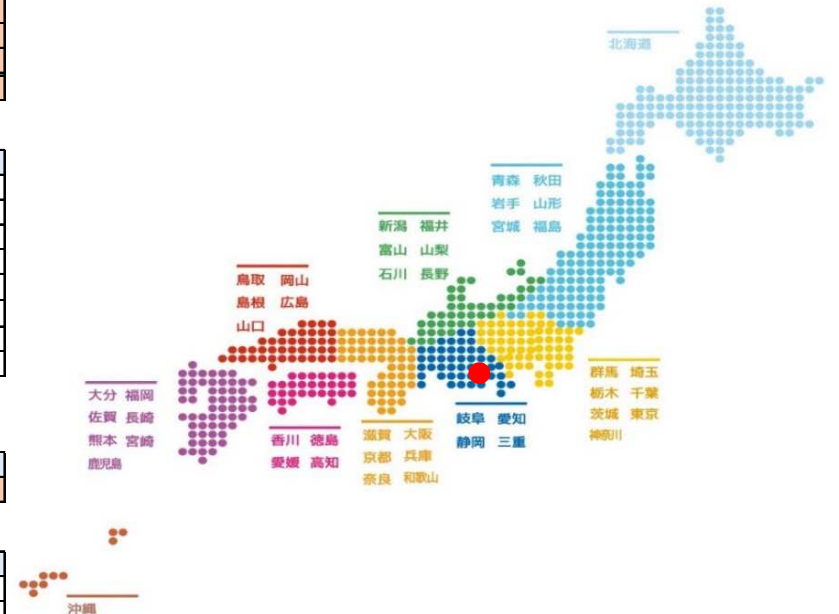 北海道
青森 秋田
岩手 山形
宮城 福島
新潟 福井
富山 山梨
石川 長野
鳥取 岡山
島根 広島
山口
群馬 埼玉
栃木 千葉
茨城 東京
神奈川
大分 福岡
佐賀 長崎
熊本 宮崎
鹿児島
香川 徳島
愛媛 高知
滋賀 大阪
京都 兵庫
奈良 和歌山
岐阜 愛知
静岡 三重
沖縄